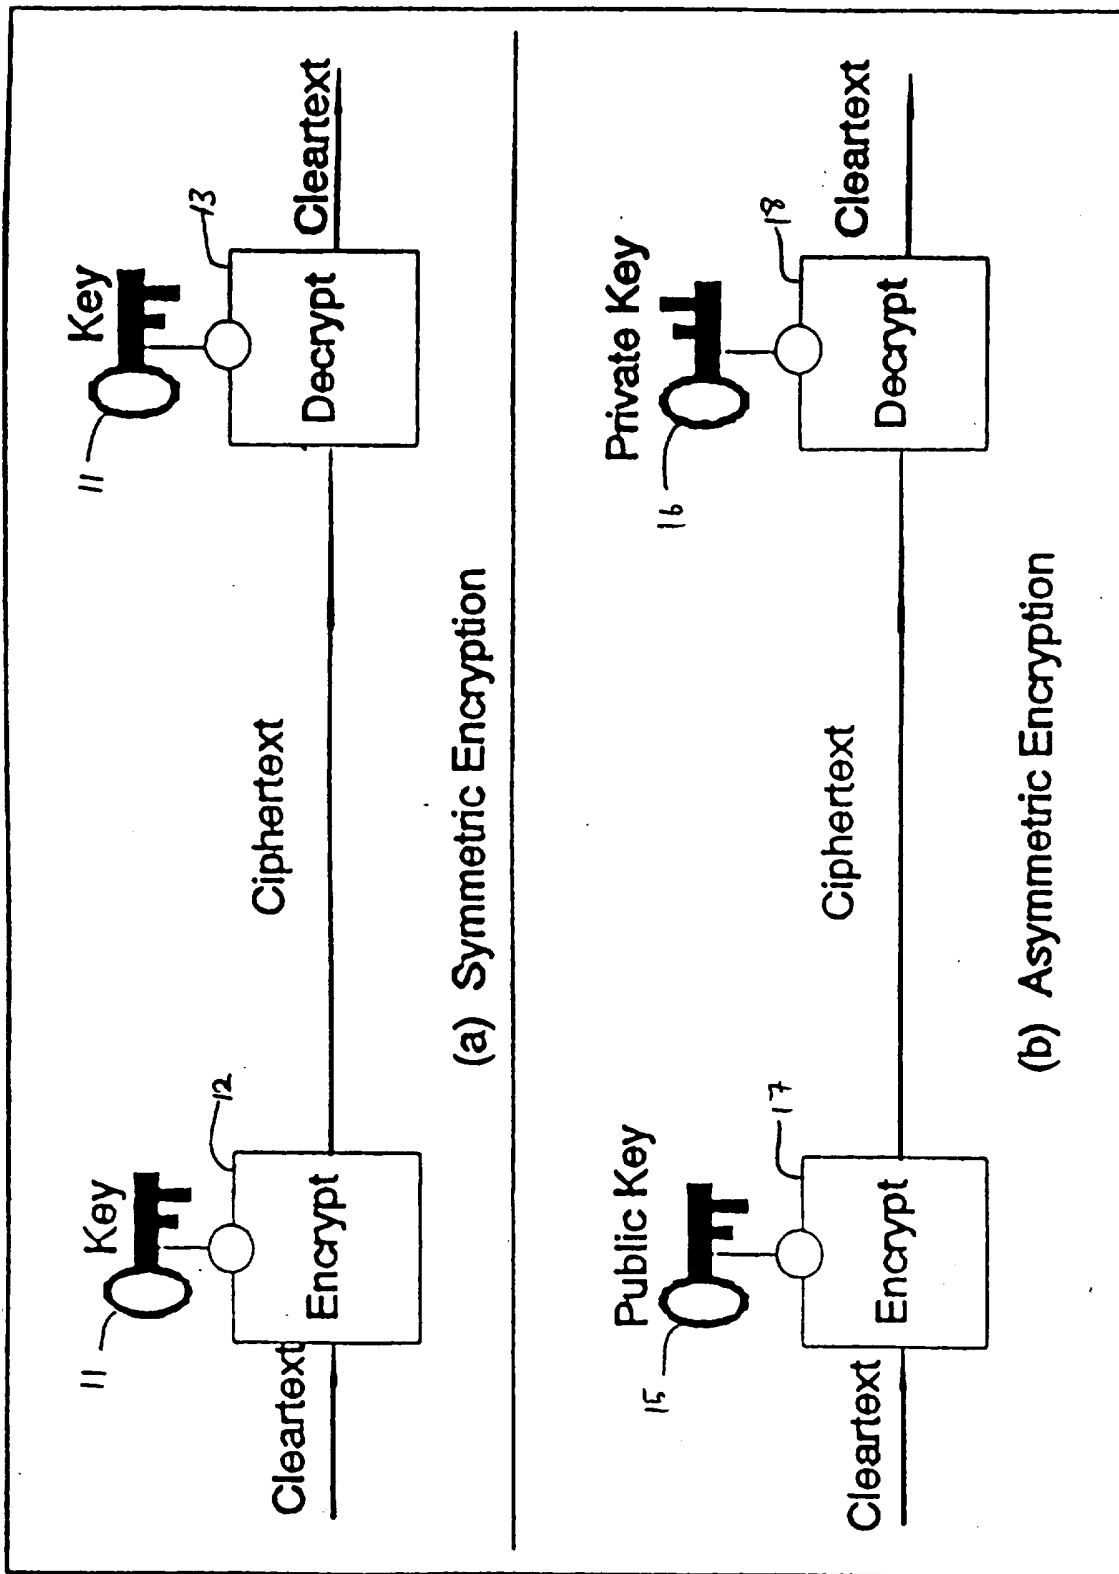 Key
11
12
Cleartext
Encrypt
Ciphertext
Key
11
13
Decrypt
Cleartext
(a) Symmetric Encryption
Public Key
15
17
Cleartext
Encrypt
Ciphertext
Private Key
16
18
Decrypt
Cleartext
(b) Asymmetric Encryption